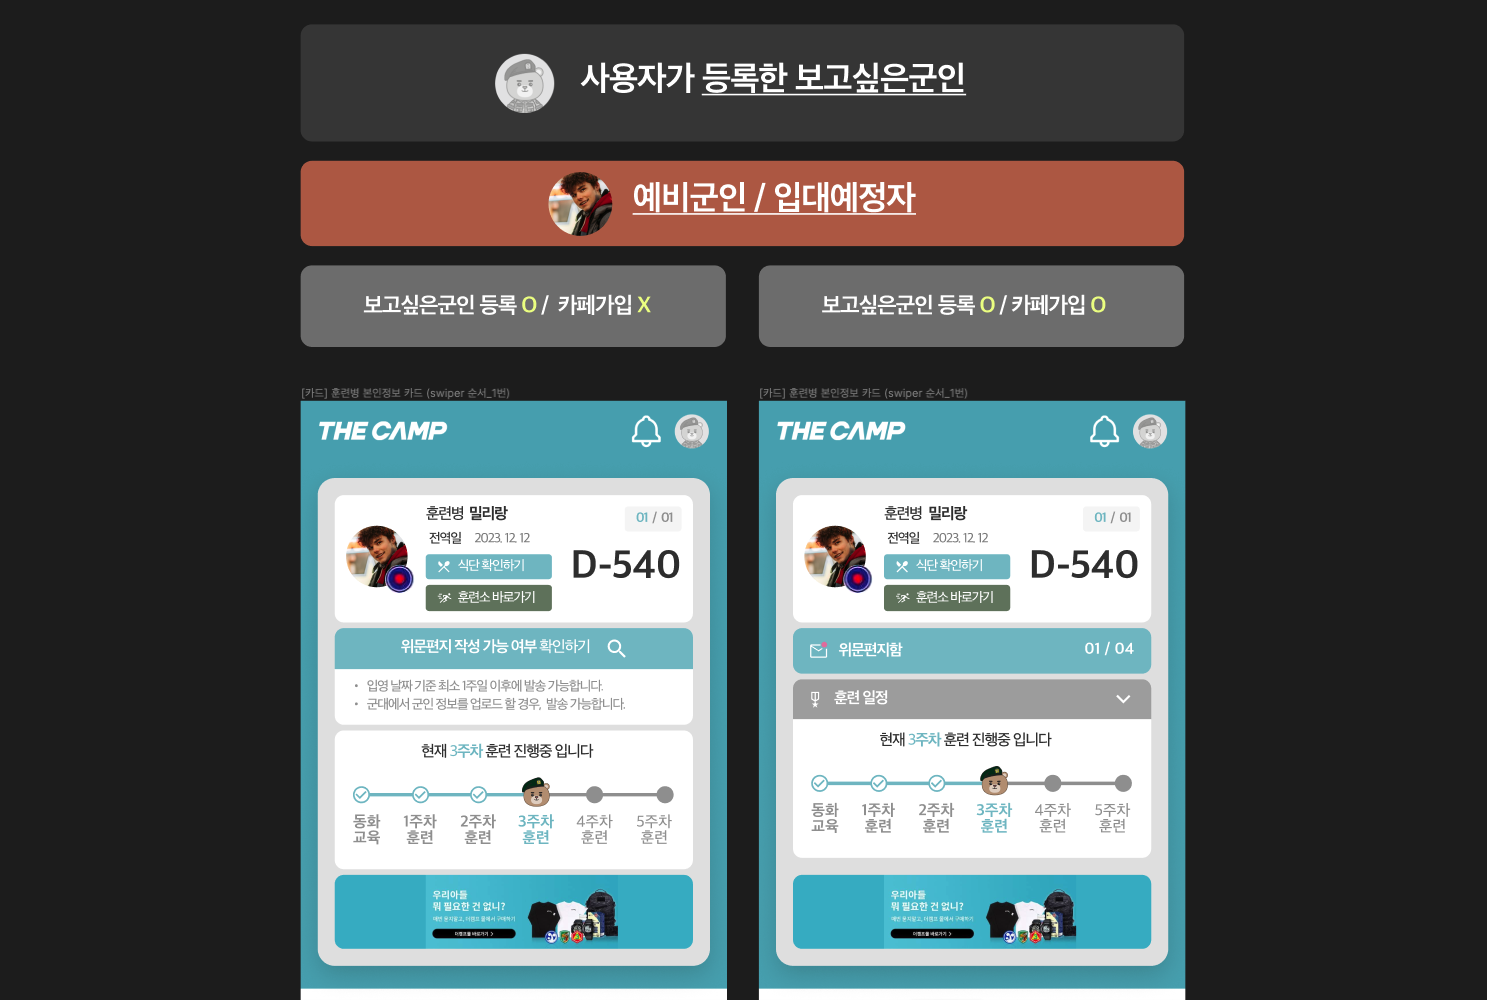 사용자가 등록한 보고싶은군인
예비군인 / 입대예정자
보고싶은군인 등록 O / 카페가입 X
보고싶은군인 등록 O / 카페가입 O
[카드] 훈련병 본인정보 카드 (swiper 순서_1번)
THE CAMP
훈련병 밀리랑
01 / 01
전역일 2023. 12. 12
D-540
식단 확인하기
훈련소 바로가기
위문편지 작성 가능 여부 확인하기
• 입영 날짜 기준 최소 1주일 이후에 발송 가능합니다.
• 군대에서 군인 정보를 업로드 할 경우, 발송 가능합니다.
현재 3주차 훈련 진행중 입니다
동화 1주차 2주차 3주차 4주차 5주차
교육 훈련 훈련 훈련 훈련 훈련
우리아들
뭐 필요한 건 없니?
더캠프몰 바로가기 >
[카드] 훈련병 본인정보 카드 (swiper 순서_1번)
THE CAMP
훈련병 밀리랑
01 / 01
전역일 2023. 12. 12
D-540
식단 확인하기
훈련소 바로가기
위문편지함 01 / 04
훈련 일정
현재 3주차 훈련 진행중 입니다
동화 1주차 2주차 3주차 4주차 5주차
교육 훈련 훈련 훈련 훈련 훈련
우리아들
뭐 필요한 건 없니?
더캠프몰 바로가기 >